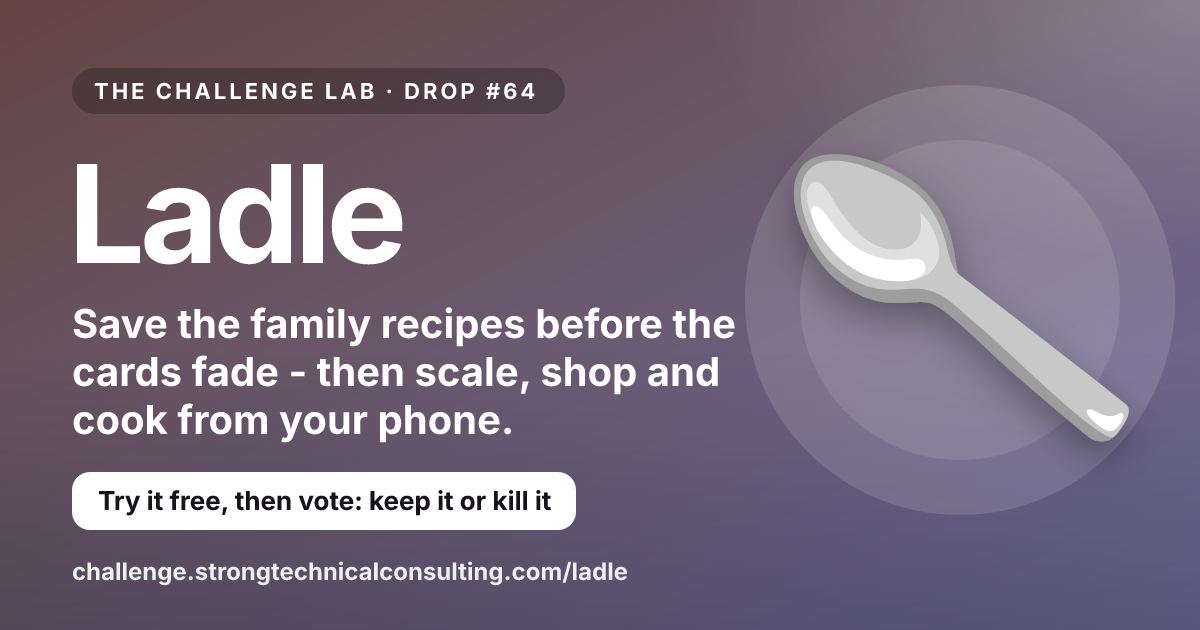 THE CHALLENGE LAB · DROP #64
Ladle
Save the family recipes before the
cards fade - then scale, shop and
cook from your phone.
Try it free, then vote: keep it or kill it
challenge.strongtechnicalconsulting.com/ladle